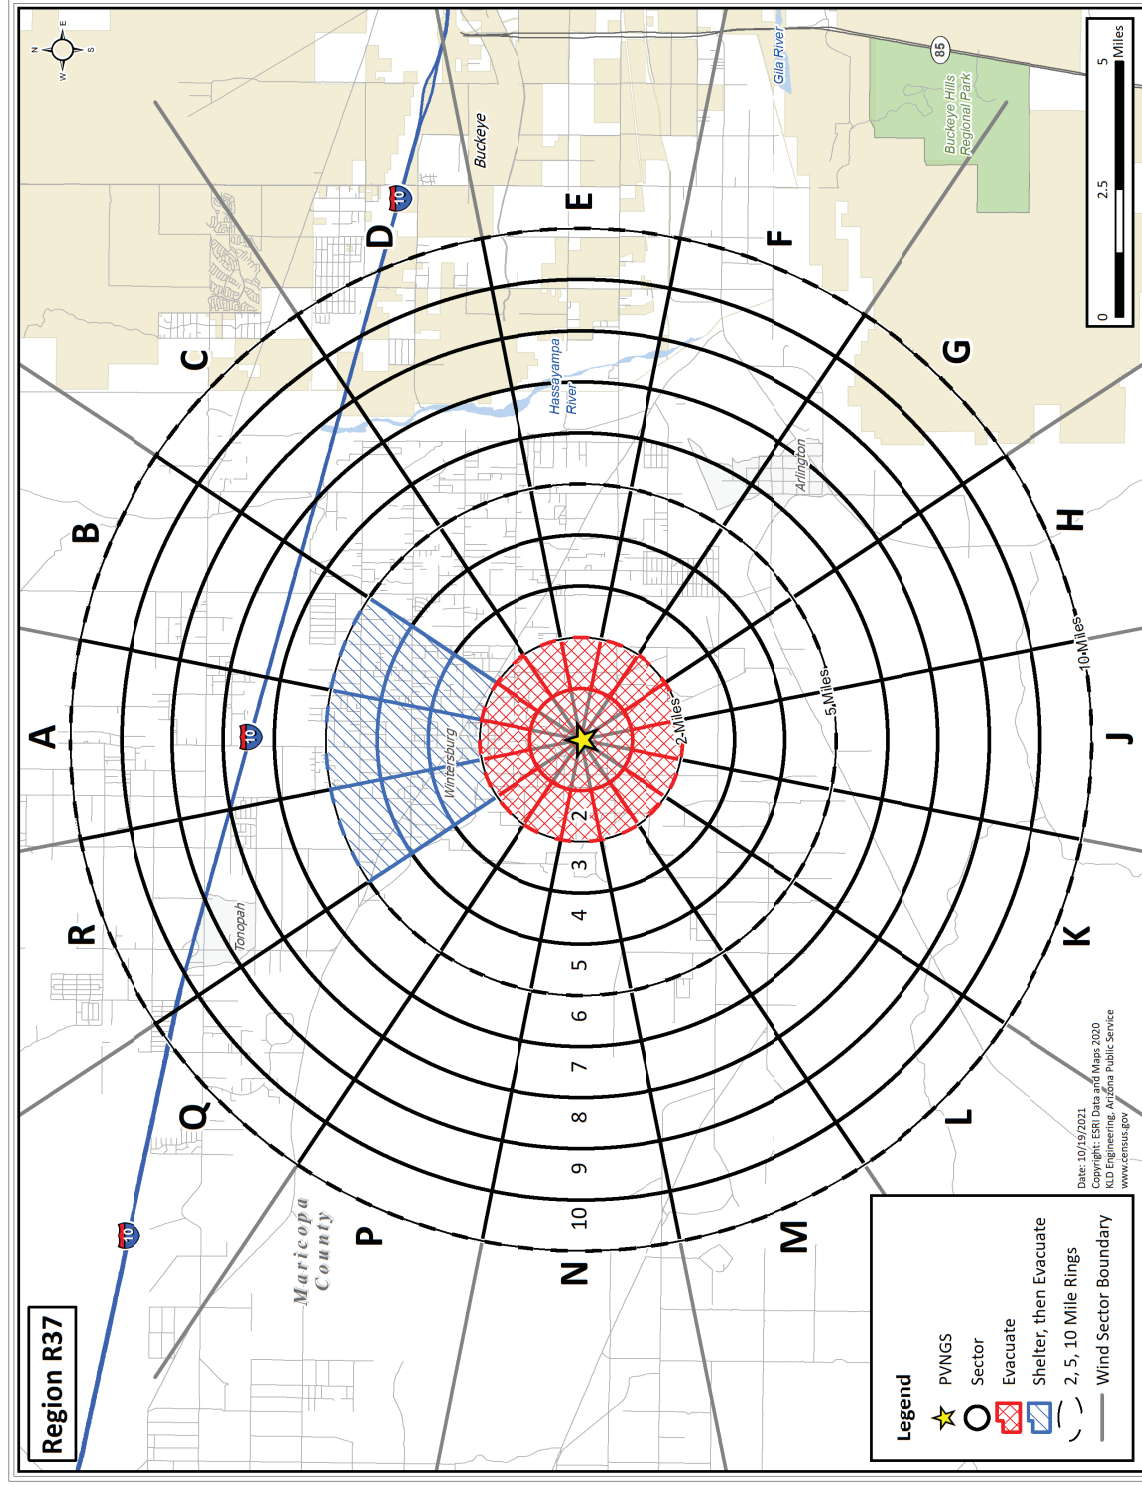 Region R37
N
E
S
W
10
10
10
85
A
B
C
D
E
F
G
H
J
K
L
M
N
P
Q
R
Buckeye
Gila River
Buckeye Hills
Regional Park
Hassayampa
River
Arlington
Wintersburg
Tonopah
Maricopa
County
2
3
4
5
6
7
8
9
10
2-Miles
5-Miles
10-Miles
0
2.5
5
Miles
Legend
PVNGS
Sector
Evacuate
Shelter, then Evacuate
2, 5, 10 Mile Rings
Wind Sector Boundary
Date: 10/19/2021
Copyright: ESRI Data and Maps 2020
KLD Engineering, Arizona Public Service
www.census.gov